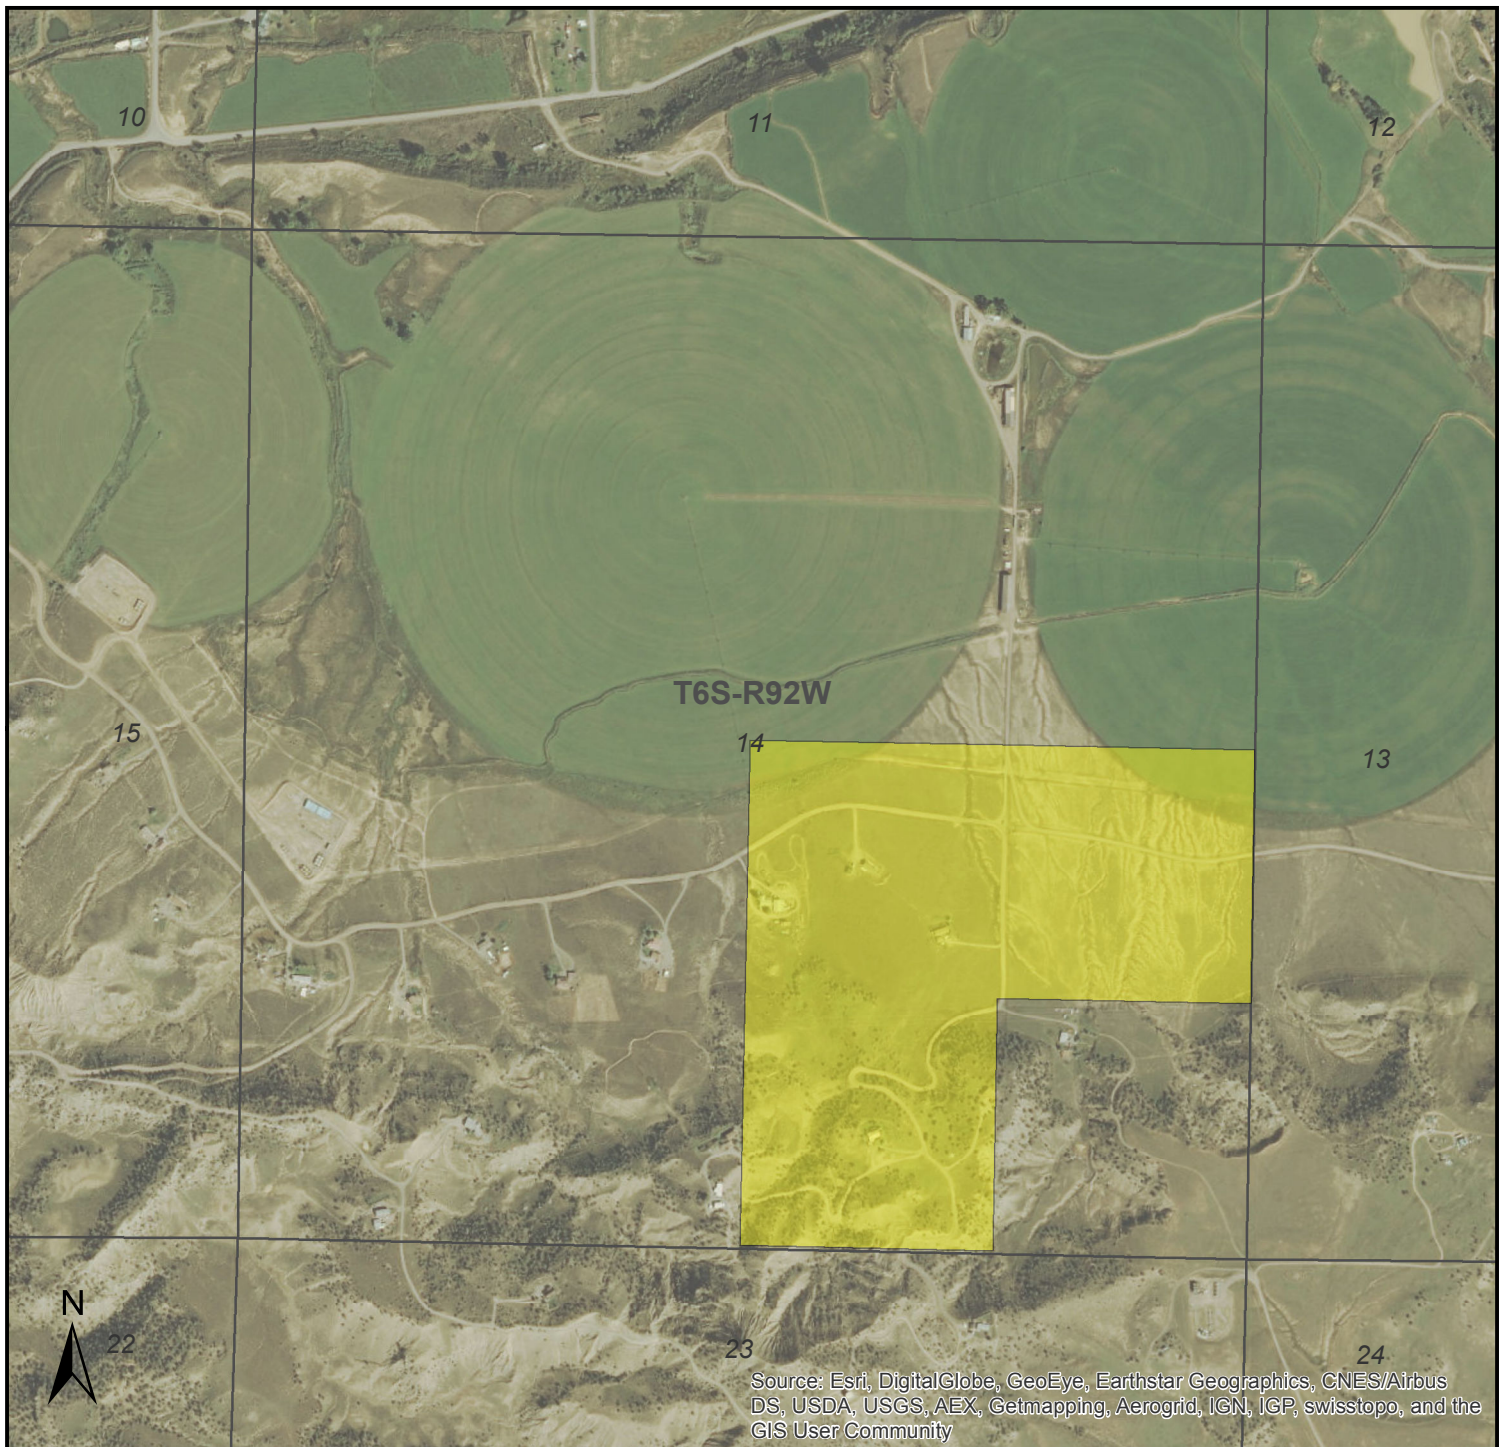 10
11
12
T6S-R92W
14
15
13
N
22
23
24
Source: Esri, DigitalGlobe, GeoEye, Earthstar Geographics, CNES/Airbus
DS, USDA, USGS, AEX, Getmapping, Aerogrid, IGN, IGP, swisstopo, and the
GIS User Community